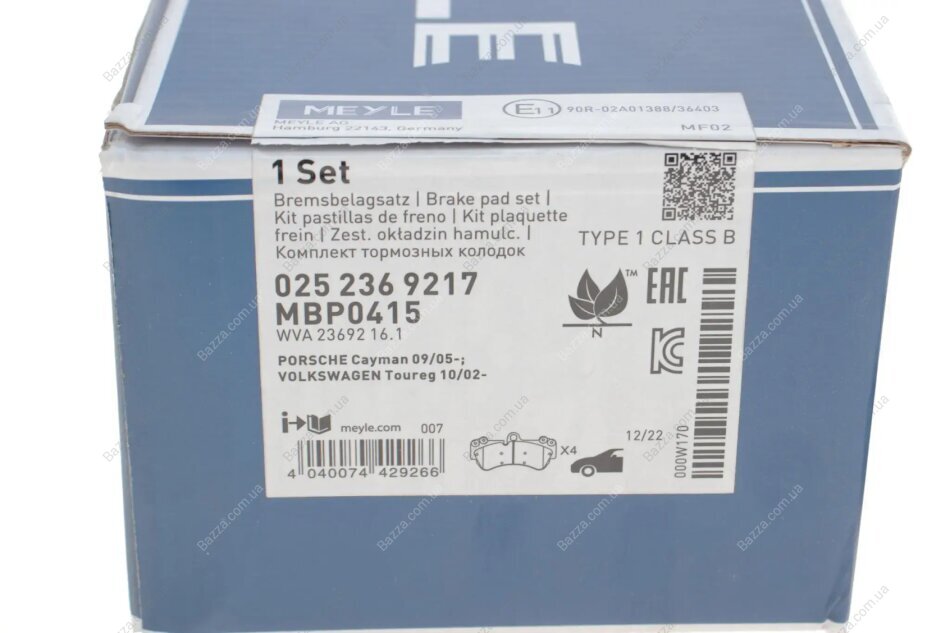 LE
MEYLE
MEYLE AG
Hamburg 22143, Germany
E11 90R-02A01388/36403
MF02
1 Set
Bremsbelagsatz | Brake pad set |
Kit pastillas de freno | Kit plaquette
frein | Zest. okładzin hamulc. |
Комплект тормозных колодок
TYPE 1 CLASS B
025 236 9217
MBP0415
WVA 23692 16.1
PORSCHE Cayman 09/05-;
VOLKSWAGEN Toureg 10/02-
TM
N
EAC
KC
i
meyle.com 007
4 040074 429266
X4
12/22
000W170
Bazza.com.ua